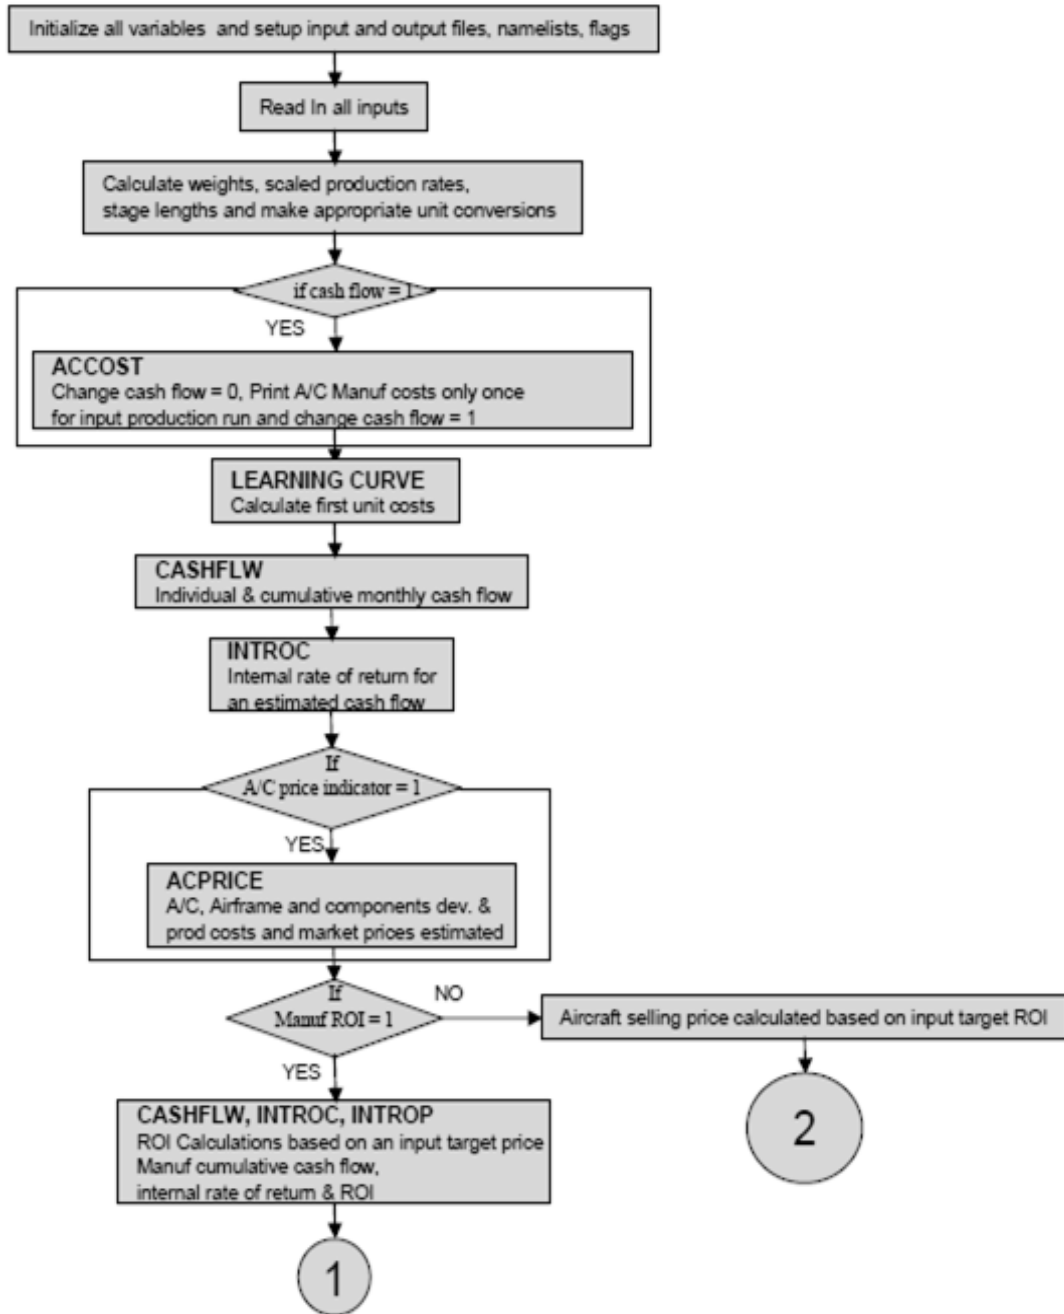 Initialize all variables and setup input and output files, namelists, flags
Read In all inputs
Calculate weights, scaled production rates,
stage lengths and make appropriate unit conversions
if cash flow = 1
YES
ACCOST
Change cash flow = 0, Print A/C Manuf costs only once
for input production run and change cash flow = 1
LEARNING CURVE
Calculate first unit costs
CASHFLW
Individual & cumulative monthly cash flow
INTROC
Internal rate of return for
an estimated cash flow
If
A/C price indicator = 1
YES
ACPRICE
A/C, Airframe and components dev. &
prod costs and market prices estimated
If
Manuf ROI = 1
NO
Aircraft selling price calculated based on input target ROI
YES
2
CASHFLW, INTROC, INTROP
ROI Calculations based on an input target price
Manuf cumulative cash flow,
internal rate of return & ROI
1